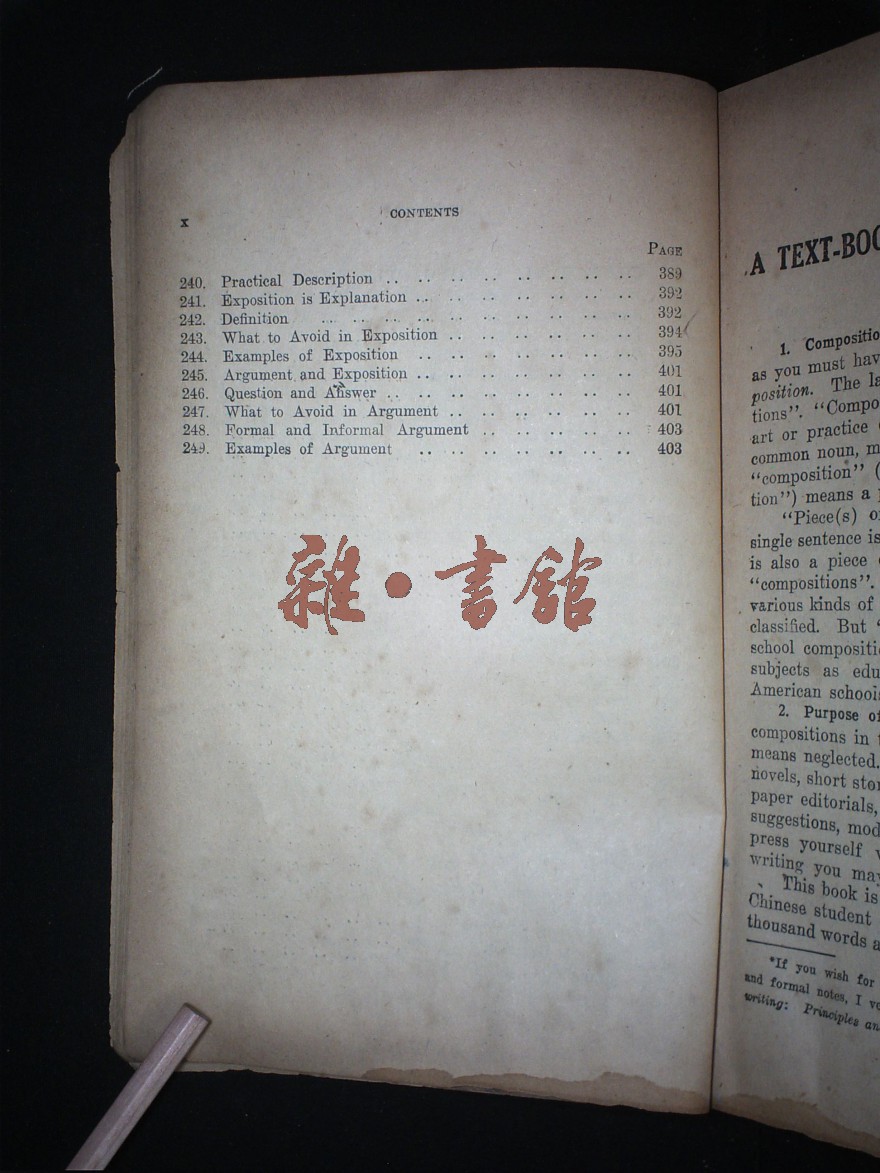 x
CONTENTS
PAGE
240. Practical Description .. .. .. .. .. .. .. .. 389
241. Exposition is Explanation .. .. .. .. .. .. .. 392
242. Definition .. .. .. .. .. .. .. .. .. 392
243. What to Avoid in Exposition .. .. .. .. .. .. 394
244. Examples of Exposition .. .. .. .. .. .. .. 395
245. Argument and Exposition .. .. .. .. .. .. .. 401
246. Question and Answer .. .. .. .. .. .. .. .. 401
247. What to Avoid in Argument .. .. .. .. .. .. 401
248. Formal and Informal Argument .. .. .. .. .. 403
249. Examples of Argument .. .. .. .. .. .. .. 403
雜·書館
A TEXT-BOO
1. Compositio
as you must hav
position. The la
tions". "Compo
art or practice
common noun, m
"composition" (
tion") means a
"Piece(s) o
single sentence is
is also a piece
"compositions".
various kinds of
classified. But
school compositi
subjects as edu
American schools
2. Purpose of
compositions in
means neglected.
novels, short stor
paper editorials,
suggestions, mod
press yourself
writing you may
This book is
Chinese student
thousand words a
*If you wish for
and formal notes, I v
writing: Principles an